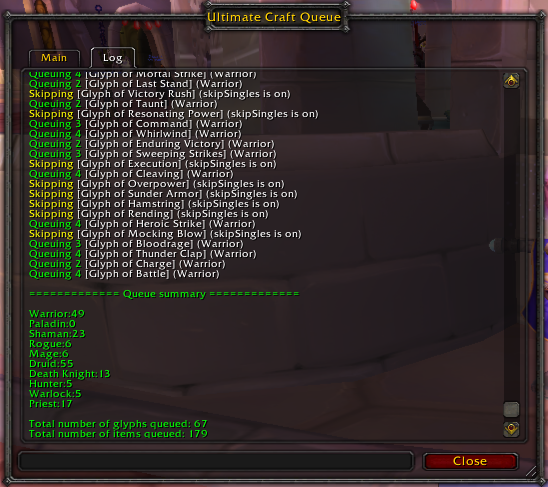 Ultimate Craft Queue
Main
Log
Queuing 4 [Glyph of Mortal Strike] (Warrior)
Queuing 2 [Glyph of Last Stand] (Warrior)
Skipping [Glyph of Victory Rush] (skipSingles is on)
Queuing 2 [Glyph of Taunt] (Warrior)
Skipping [Glyph of Resonating Power] (skipSingles is on)
Queuing 3 [Glyph of Command] (Warrior)
Queuing 4 [Glyph of Whirlwind] (Warrior)
Queuing 2 [Glyph of Enduring Victory] (Warrior)
Queuing 3 [Glyph of Sweeping Strikes] (Warrior)
Skipping [Glyph of Execution] (skipSingles is on)
Queuing 4 [Glyph of Cleaving] (Warrior)
Skipping [Glyph of Overpower] (skipSingles is on)
Skipping [Glyph of Sunder Armor] (skipSingles is on)
Skipping [Glyph of Hamstring] (skipSingles is on)
Skipping [Glyph of Rending] (skipSingles is on)
Queuing 4 [Glyph of Heroic Strike] (Warrior)
Skipping [Glyph of Mocking Blow] (skipSingles is on)
Queuing 3 [Glyph of Bloodrage] (Warrior)
Queuing 4 [Glyph of Thunder Clap] (Warrior)
Queuing 2 [Glyph of Charge] (Warrior)
Queuing 4 [Glyph of Battle] (Warrior)
============= Queue summary =============
Warrior:49
Paladin:0
Shaman:23
Rogue:6
Mage:6
Druid:55
Death Knight:13
Hunter:5
Warlock:5
Priest:17
Total number of glyphs queued: 67
Total number of items queued: 179
Close